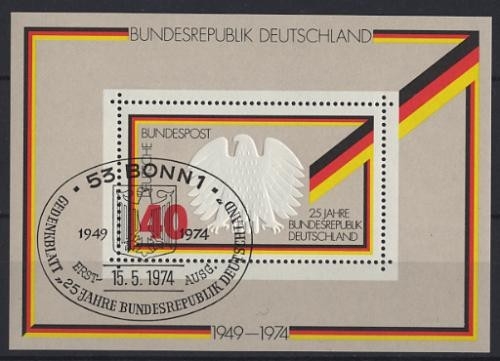 BUNDESREPUBLIK DEUTSCHLAND
DEUTSCHE
BUNDESPOST
40
25 JAHRE
BUNDESREPUBLIK
DEUTSCHLAND
· 53 BONN 1 ·
1949 1974
ERST- 15.5.1974 AUSG.
GEDENKBLATT „25 JAHRE BUNDESREPUBLIK DEUTSCHLAND"
1949—1974